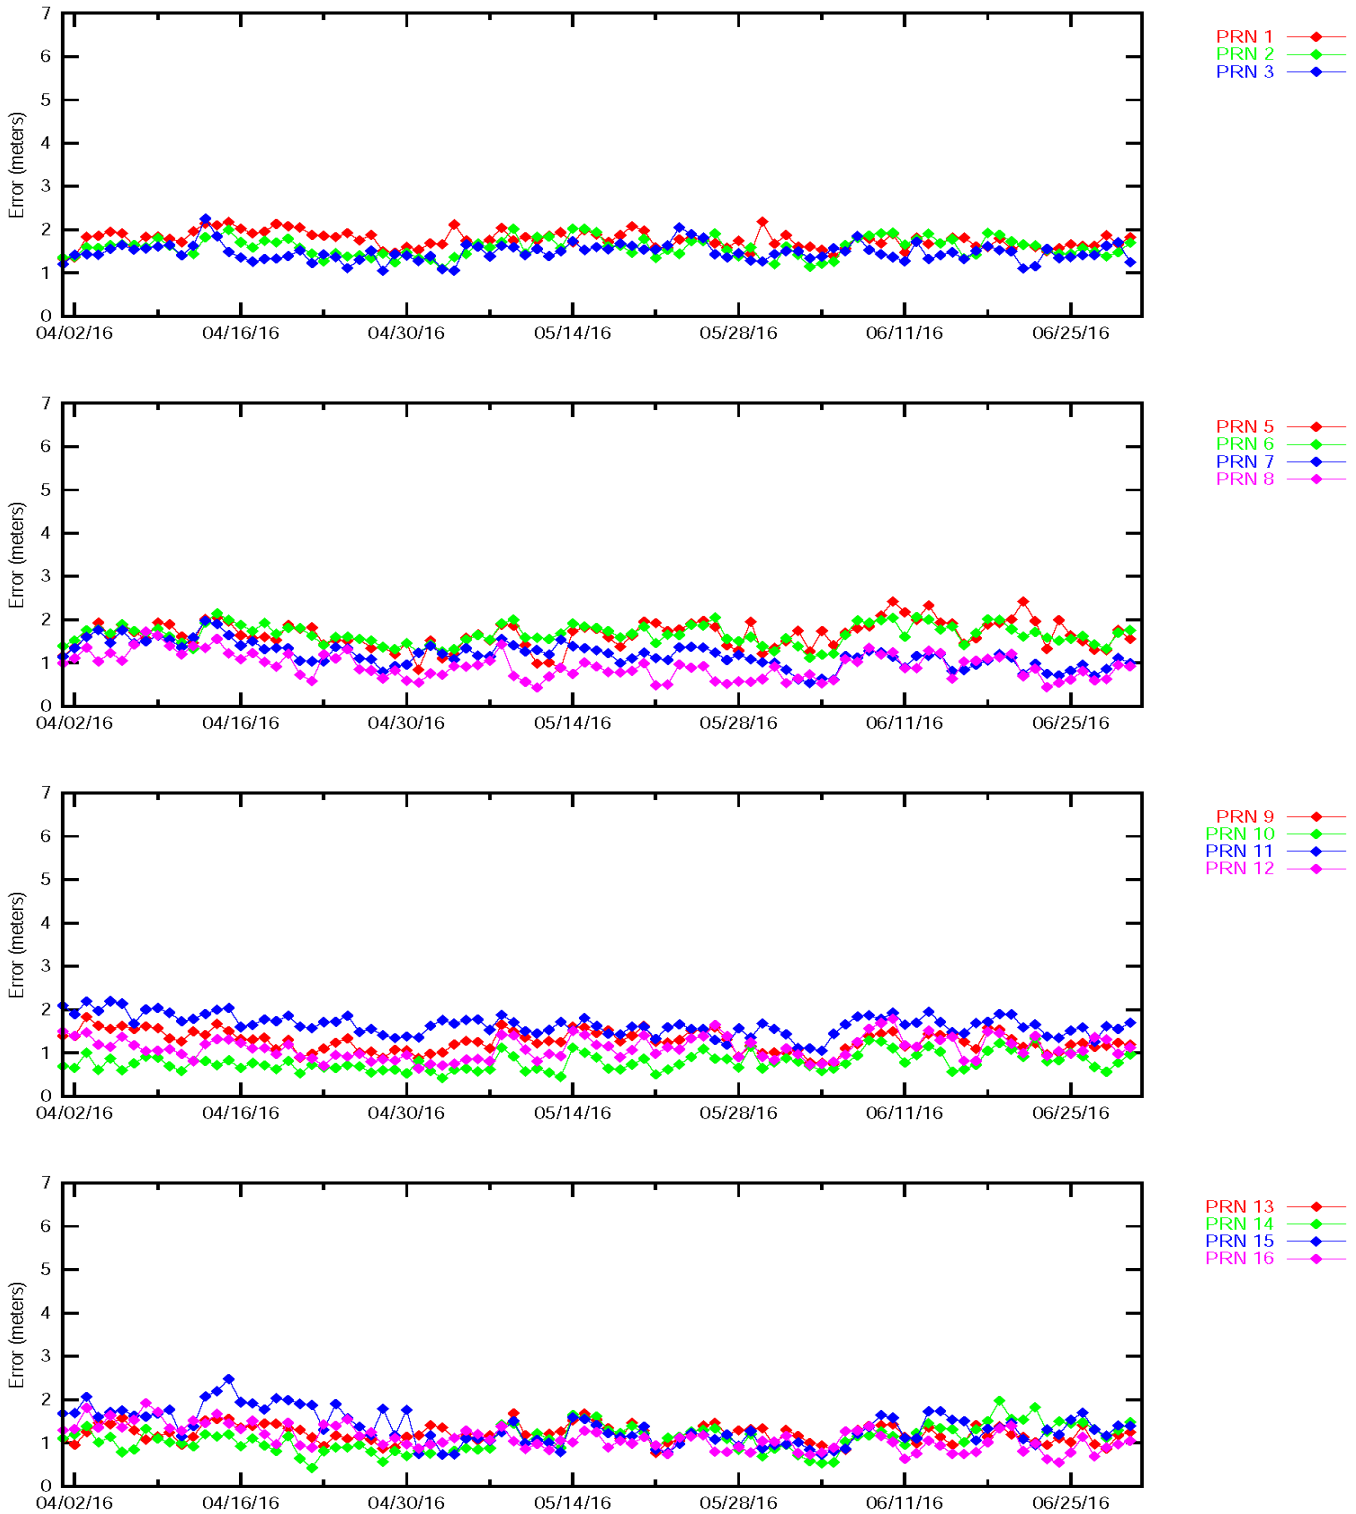 7
6
5
4
3
2
1
0
Error (meters)
04/02/16 04/16/16 04/30/16 05/14/16 05/28/16 06/11/16 06/25/16
PRN 1
PRN 2
PRN 3
7
6
5
4
3
2
1
0
Error (meters)
04/02/16 04/16/16 04/30/16 05/14/16 05/28/16 06/11/16 06/25/16
PRN 5
PRN 6
PRN 7
PRN 8
7
6
5
4
3
2
1
0
Error (meters)
04/02/16 04/16/16 04/30/16 05/14/16 05/28/16 06/11/16 06/25/16
PRN 9
PRN 10
PRN 11
PRN 12
7
6
5
4
3
2
1
0
Error (meters)
04/02/16 04/16/16 04/30/16 05/14/16 05/28/16 06/11/16 06/25/16
PRN 13
PRN 14
PRN 15
PRN 16